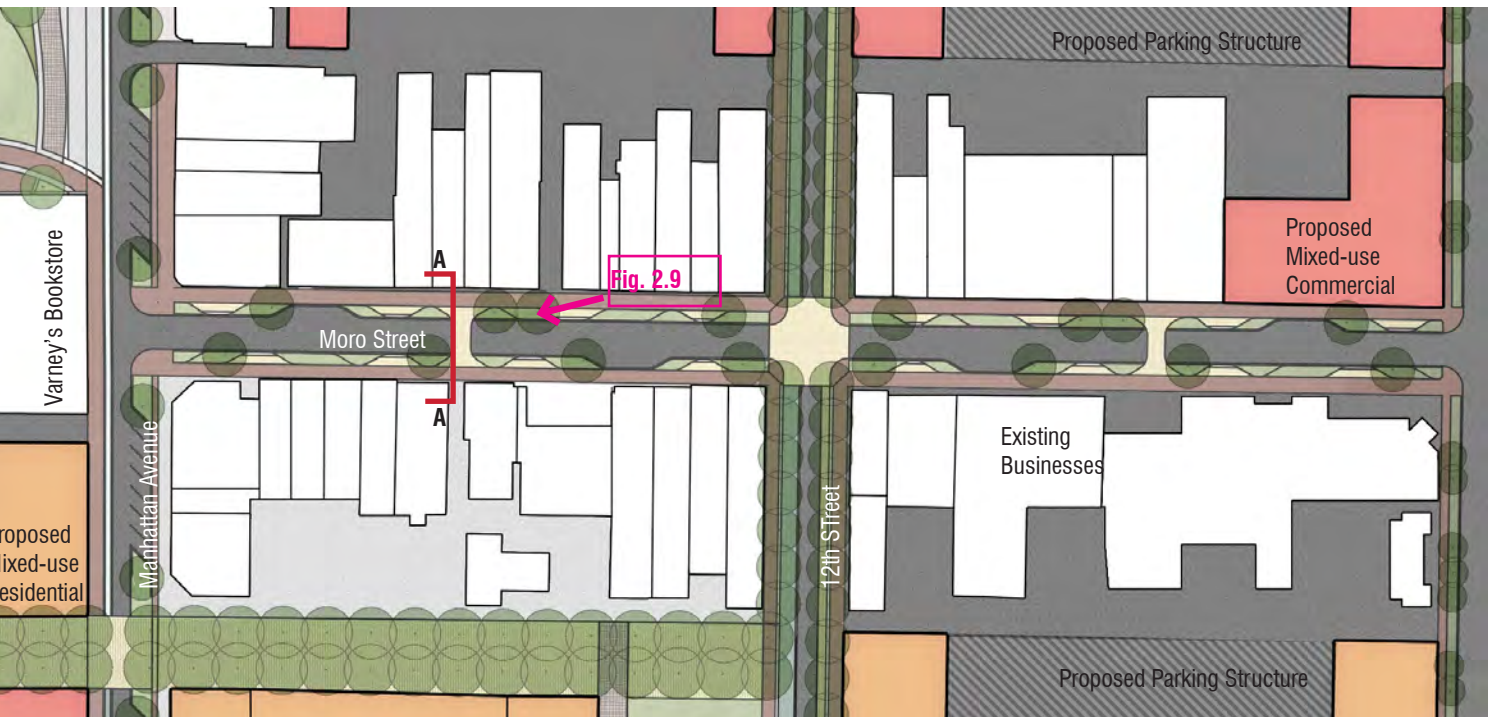 Proposed Parking Structure
Varney's Bookstore
Proposed
Mixed-use
Commercial
A
Fig. 2.9
Moro Street
A
Existing
Businesses
Manhattan Avenue
12th STreet
roposed
ixed-use
esidential
Proposed Parking Structure